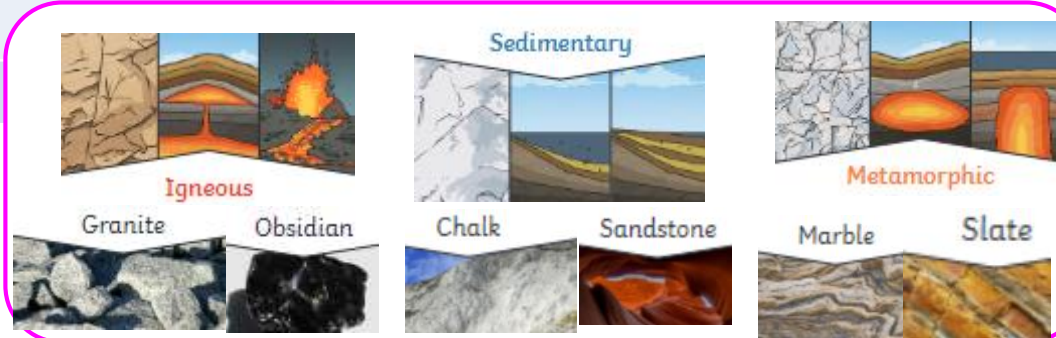 Sedimentary
Igneous
Metamorphic
Granite
Obsidian
Chalk
Sandstone
Marble
Slate